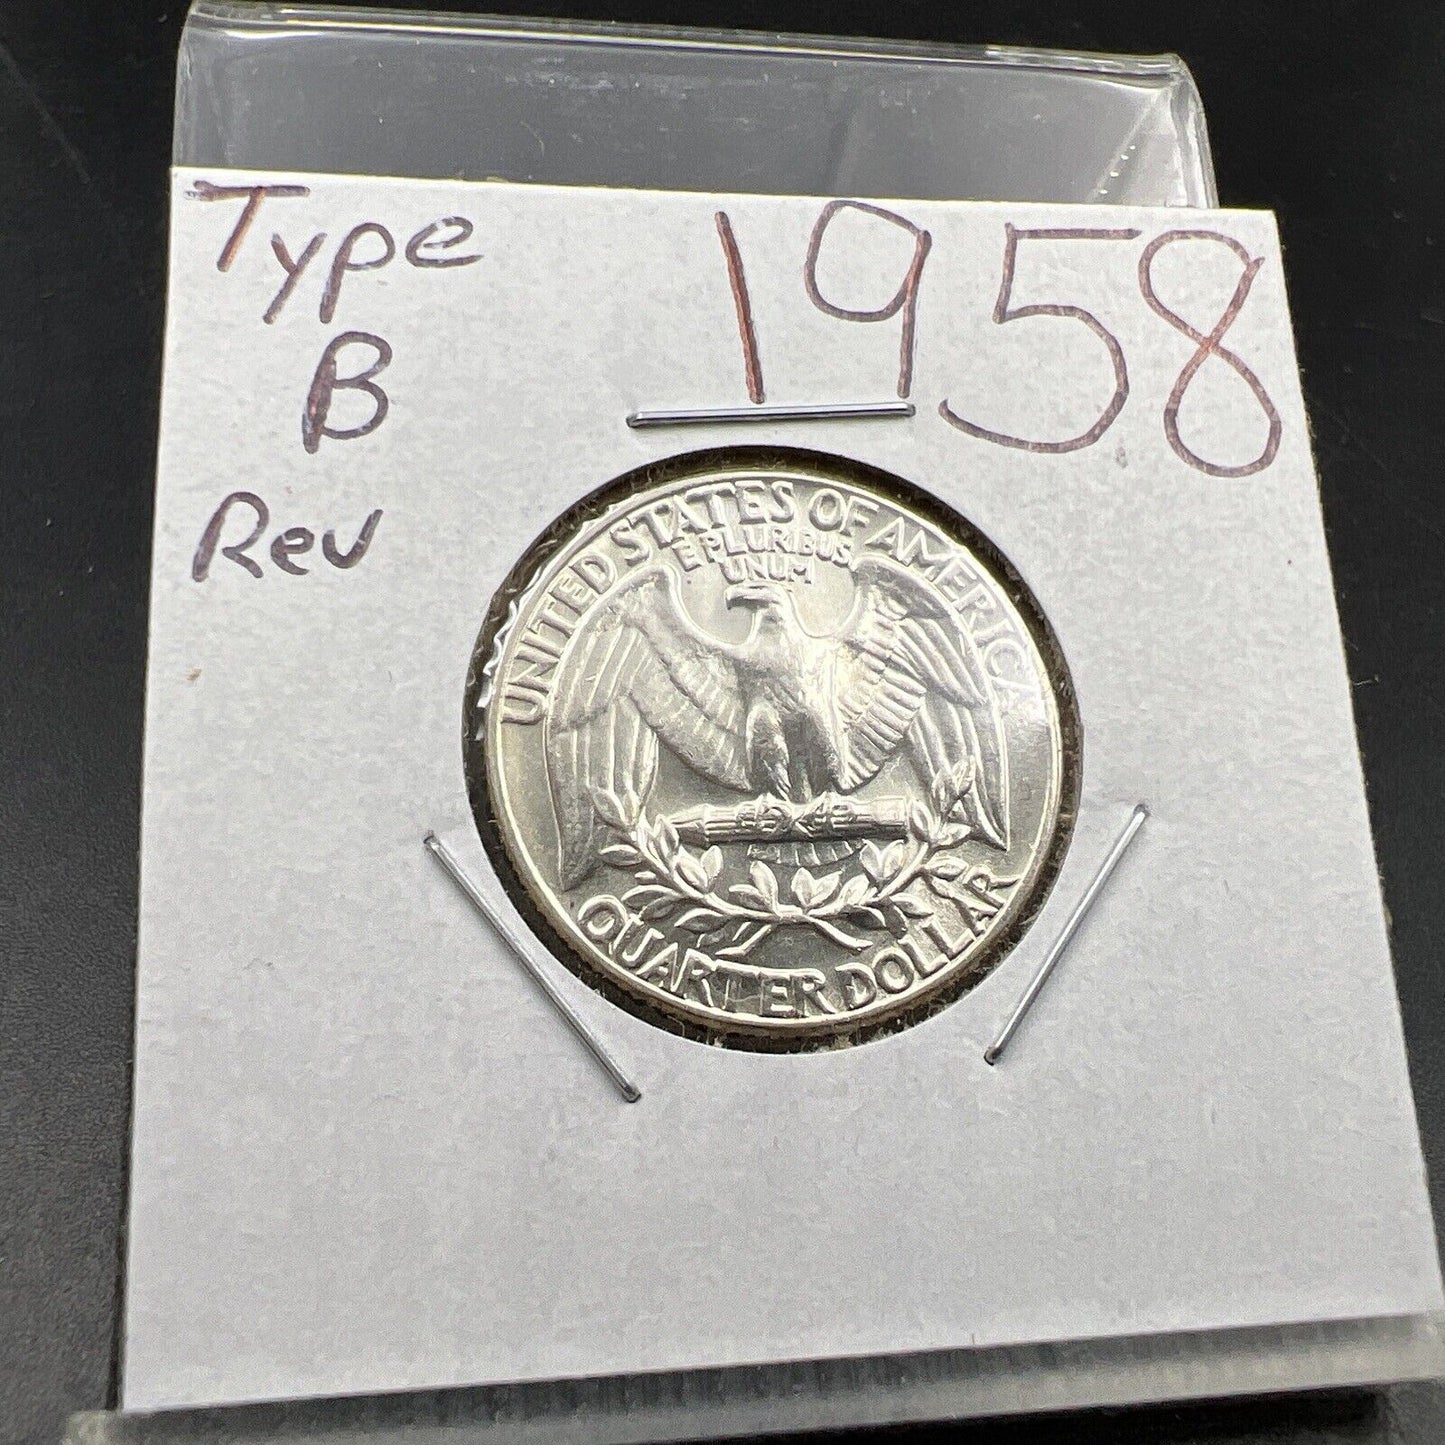 Type
B
Rev
1958
UNITED STATES OF AMERICA
E PLURIBUS
UNUM
QUARTER DOLLAR